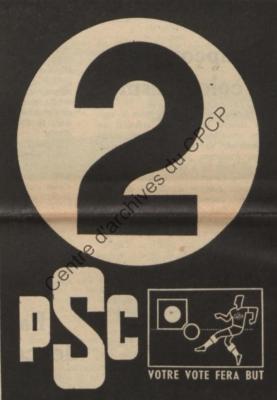 2
Centre d'archives du CPCP
PSC
VOTRE VOTE FERA BUT